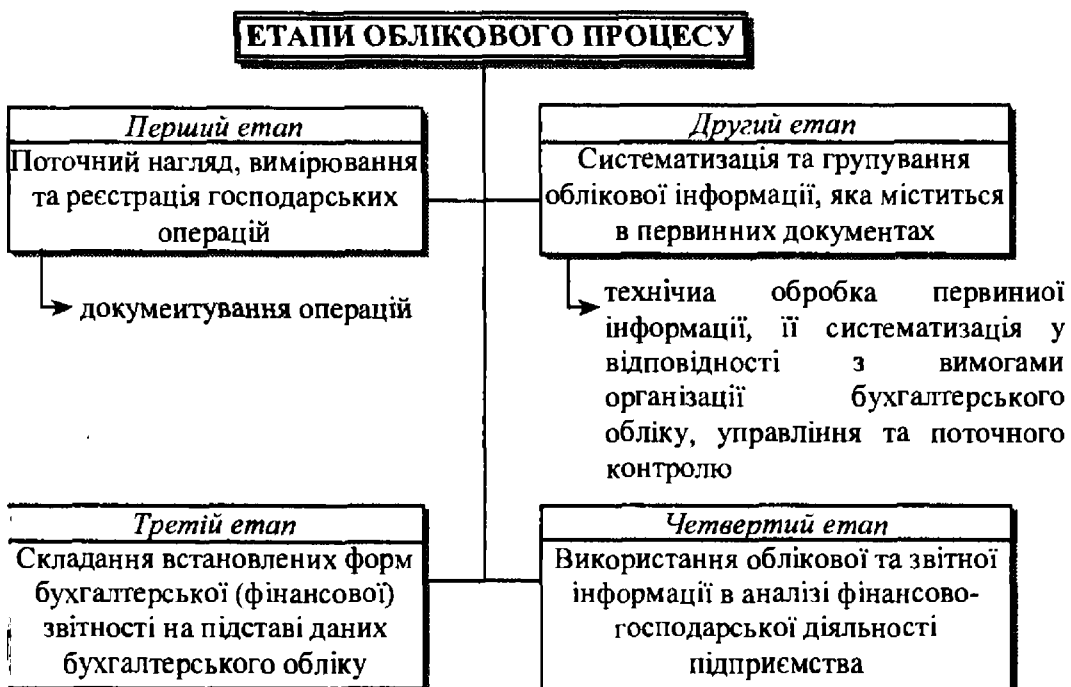 ЕТАПИ ОБЛІКОВОГО ПРОЦЕСУ
Перший етап
Поточний нагляд, вимірювання
та реєстрація господарських
операцій
документування операцій
Другий етап
Систематизація та групування
облікової інформації, яка міститься
в первинних документах
технічна обробка первинної
інформації, її систематизація у
відповідності з вимогами
організації бухгалтерського
обліку, управління та поточного
контролю
Третій етап
Складання встановлених форм
бухгалтерської (фінансової)
звітності на підставі даних
бухгалтерського обліку
Четвертий етап
Використання облікової та звітної
інформації в аналізі фінансово-
господарської діяльності
підприємства